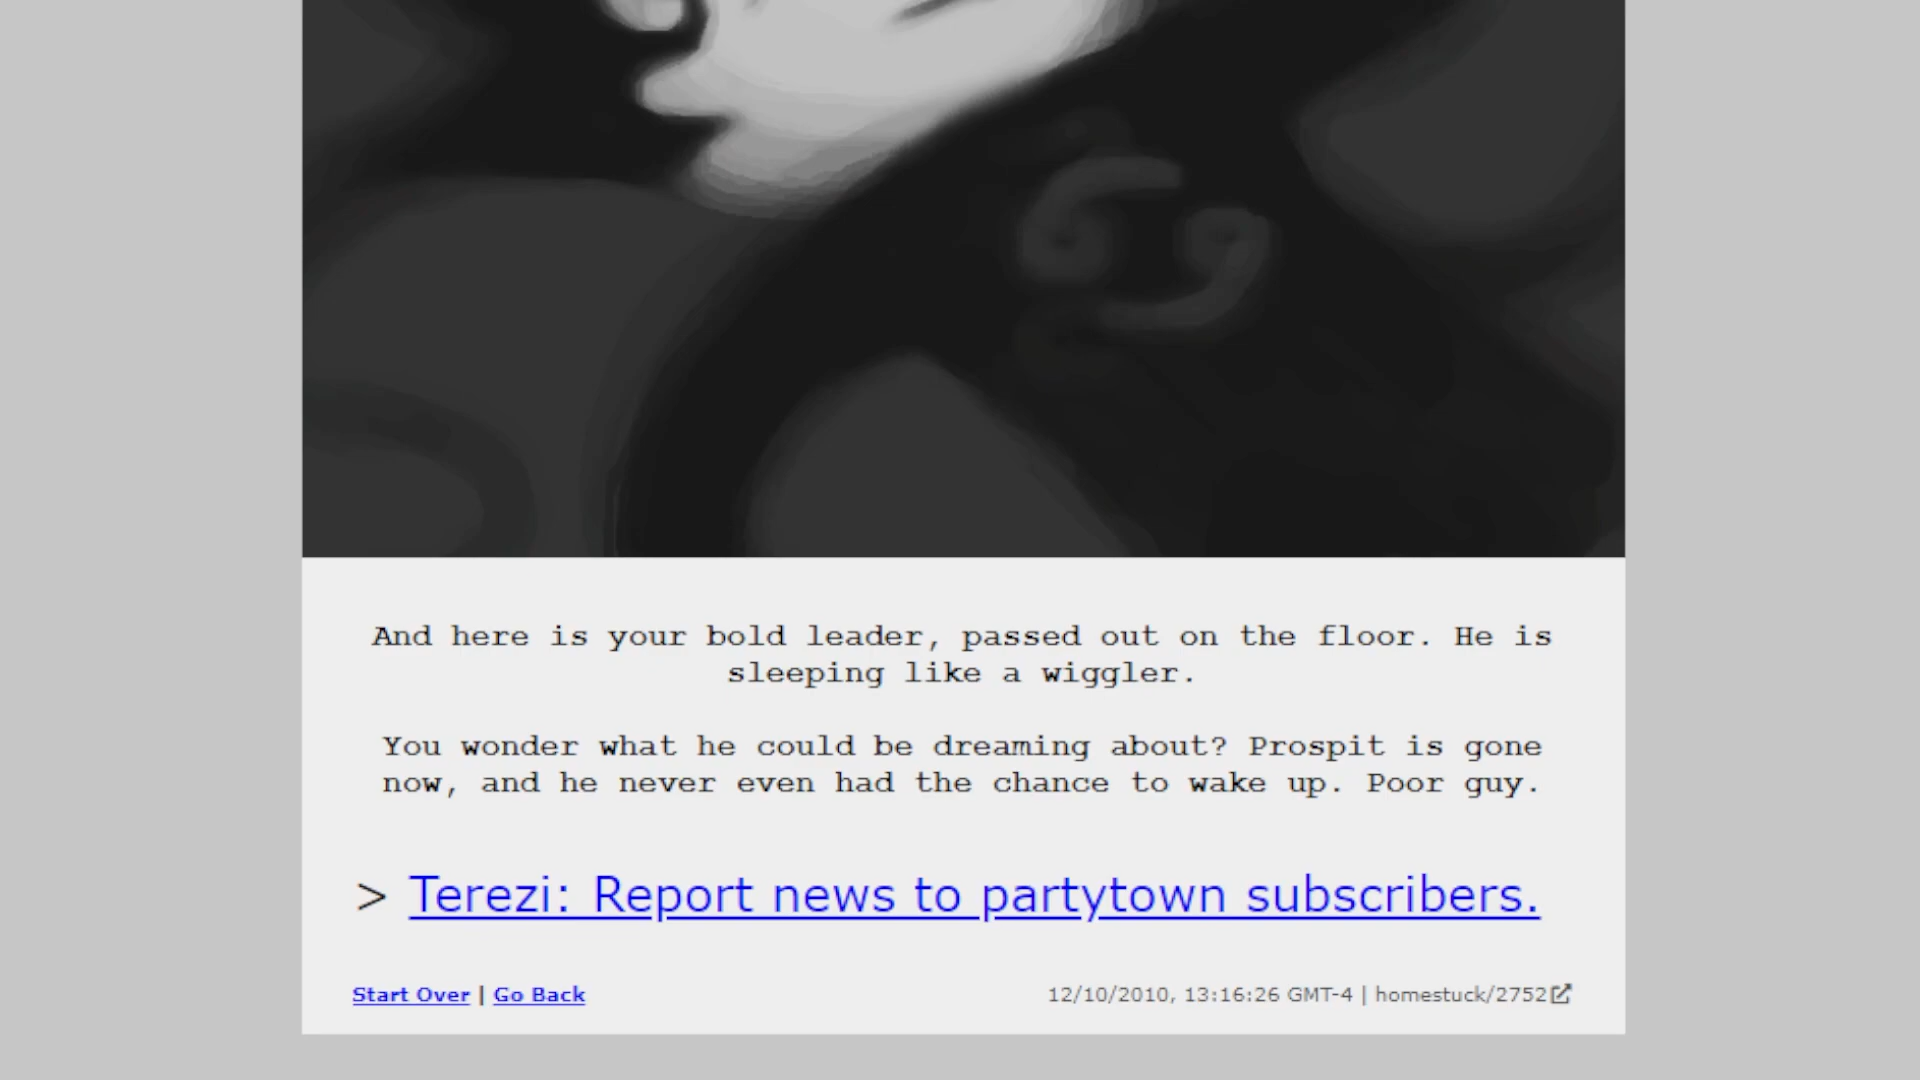 And here is your bold leader, passed out on the floor. He is
sleeping like a wiggler.
You wonder what he could be dreaming about? Prospit is gone
now, and he never even had the chance to wake up. Poor guy.
> Terezi: Report news to partytown subscribers.
Start Over | Go Back
12/10/2010, 13:16:26 GMT-4 | homestuck/2752